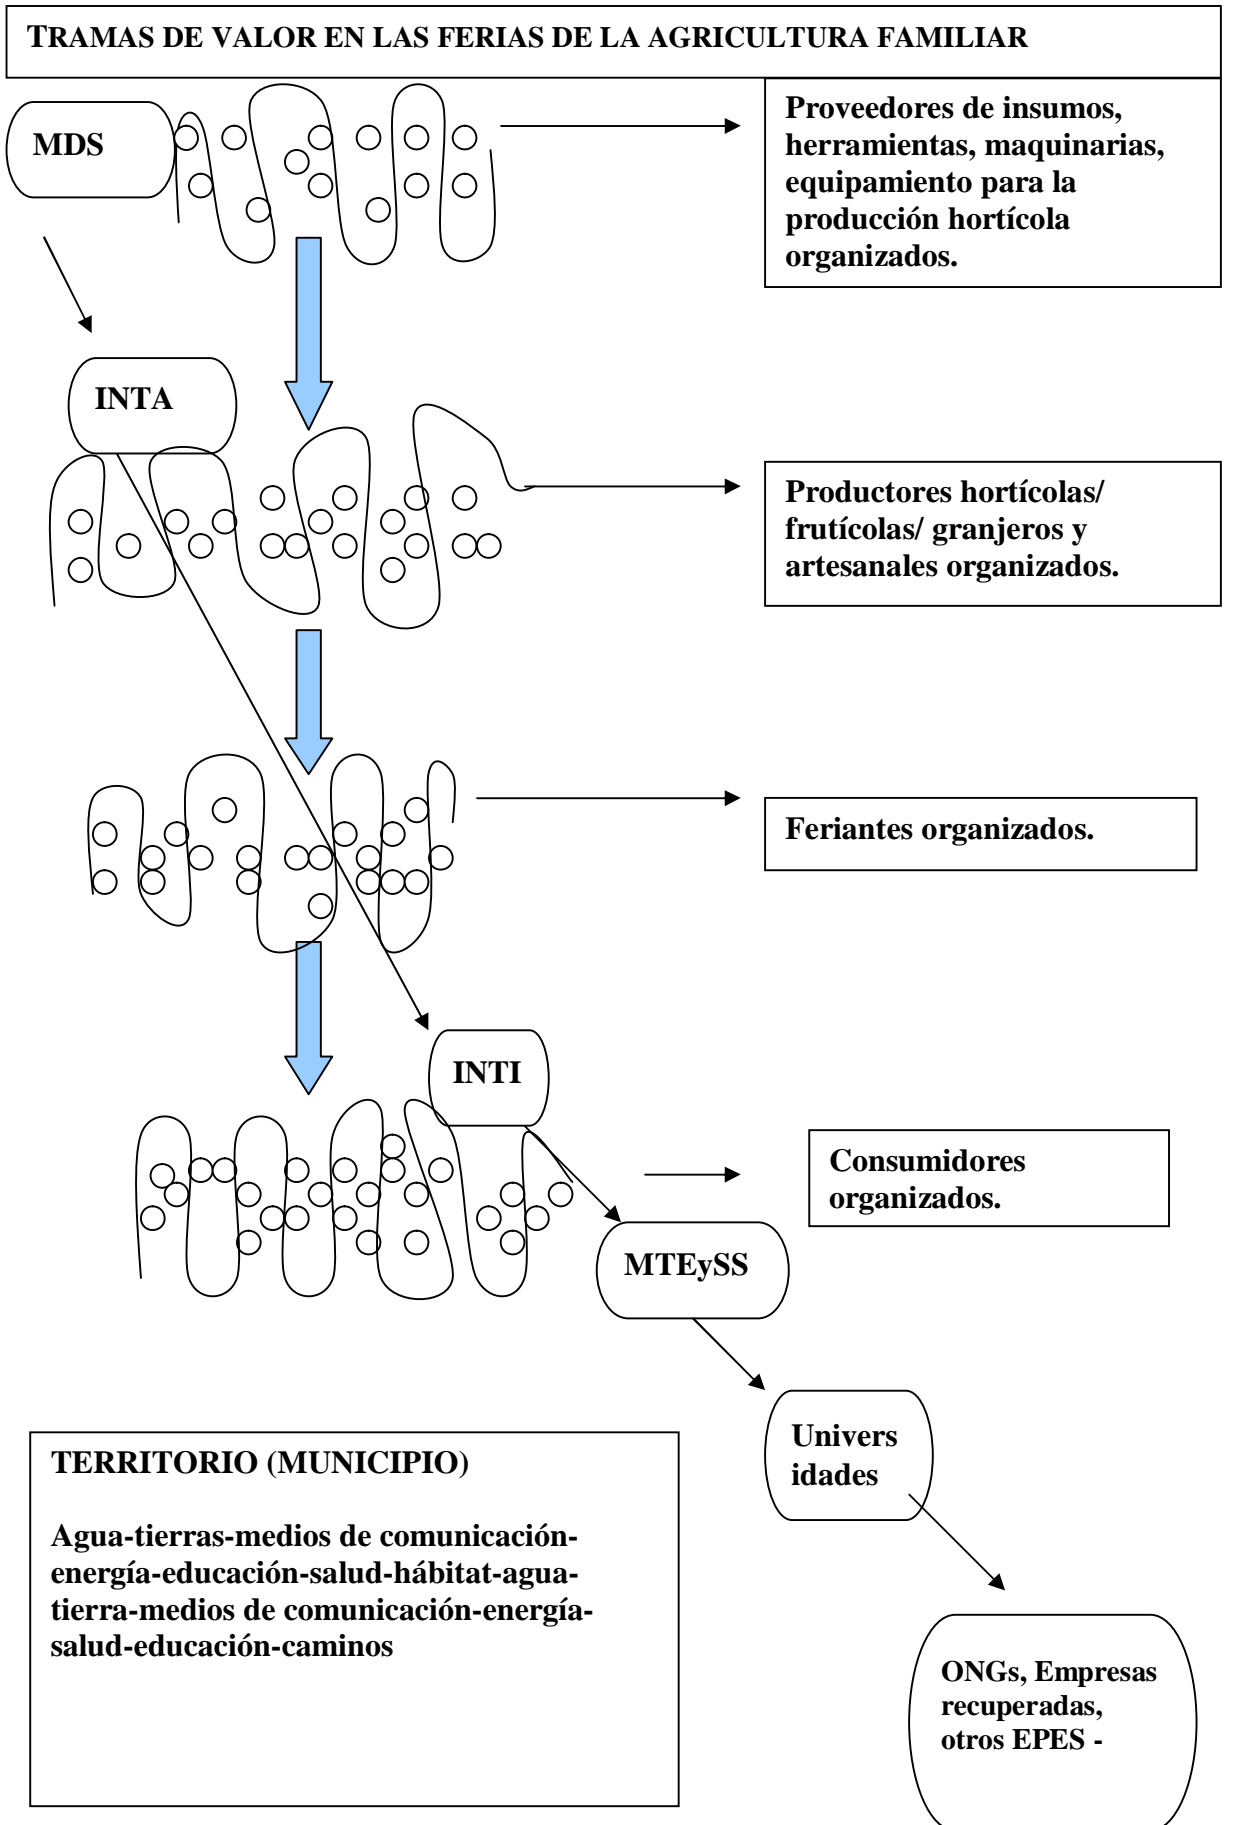 TRAMAS DE VALOR EN LAS FERIAS DE LA AGRICULTURA FAMILIAR
MDS
Proveedores de insumos,
herramientas, maquinarias,
equipamiento para la
producción hortícola
organizados.
INTA
Productores hortícolas/
frutícolas/ granjeros y
artesanales organizados.
Feriantes organizados.
INTI
Consumidores
organizados.
MTEySS
Univers
idades
TERRITORIO (MUNICIPIO)
Agua-tierras-medios de comunicación-
energía-educación-salud-hábitat-agua-
tierra-medios de comunicación-energía-
salud-educación-caminos
ONGs, Empresas
recuperadas,
otros EPES -